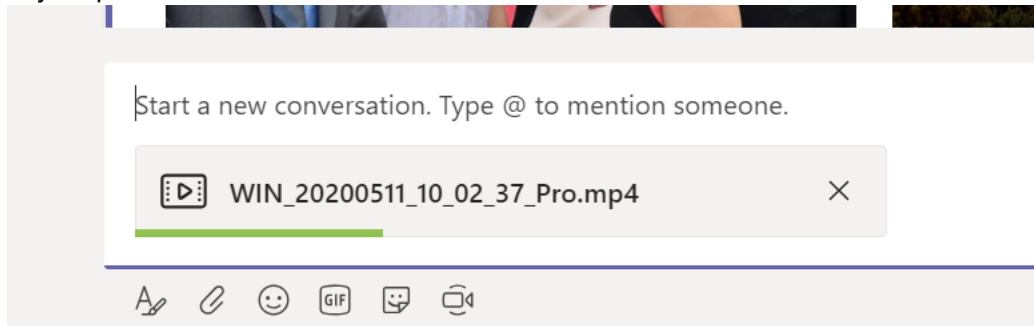 Start a new conversation. Type @ to mention someone.
WIN_20200511_10_02_37_Pro.mp4
GIF